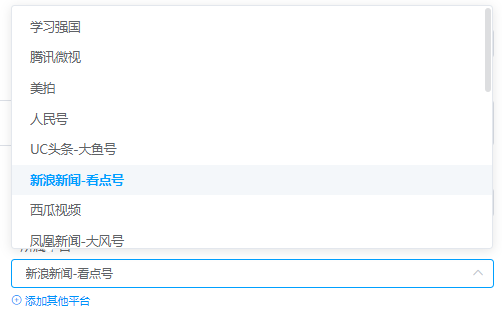 学习强国
腾讯微视
美拍
人民号
UC头条-大鱼号
新浪新闻-看点号
西瓜视频
凤凰新闻-大风号
新浪新闻-看点号
添加其他平台